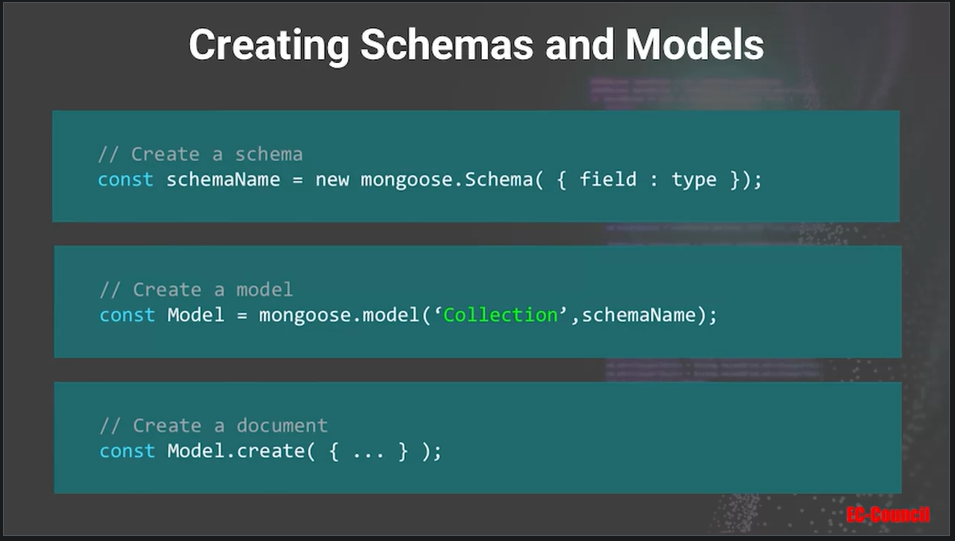 Creating Schemas and Models
// Create a schema
const schemaName = new mongoose.Schema( { field : type });
// Create a model
const Model = mongoose.model(‘Collection’,schemaName);
// Create a document
const Model.create( { ... } );
EC-Council